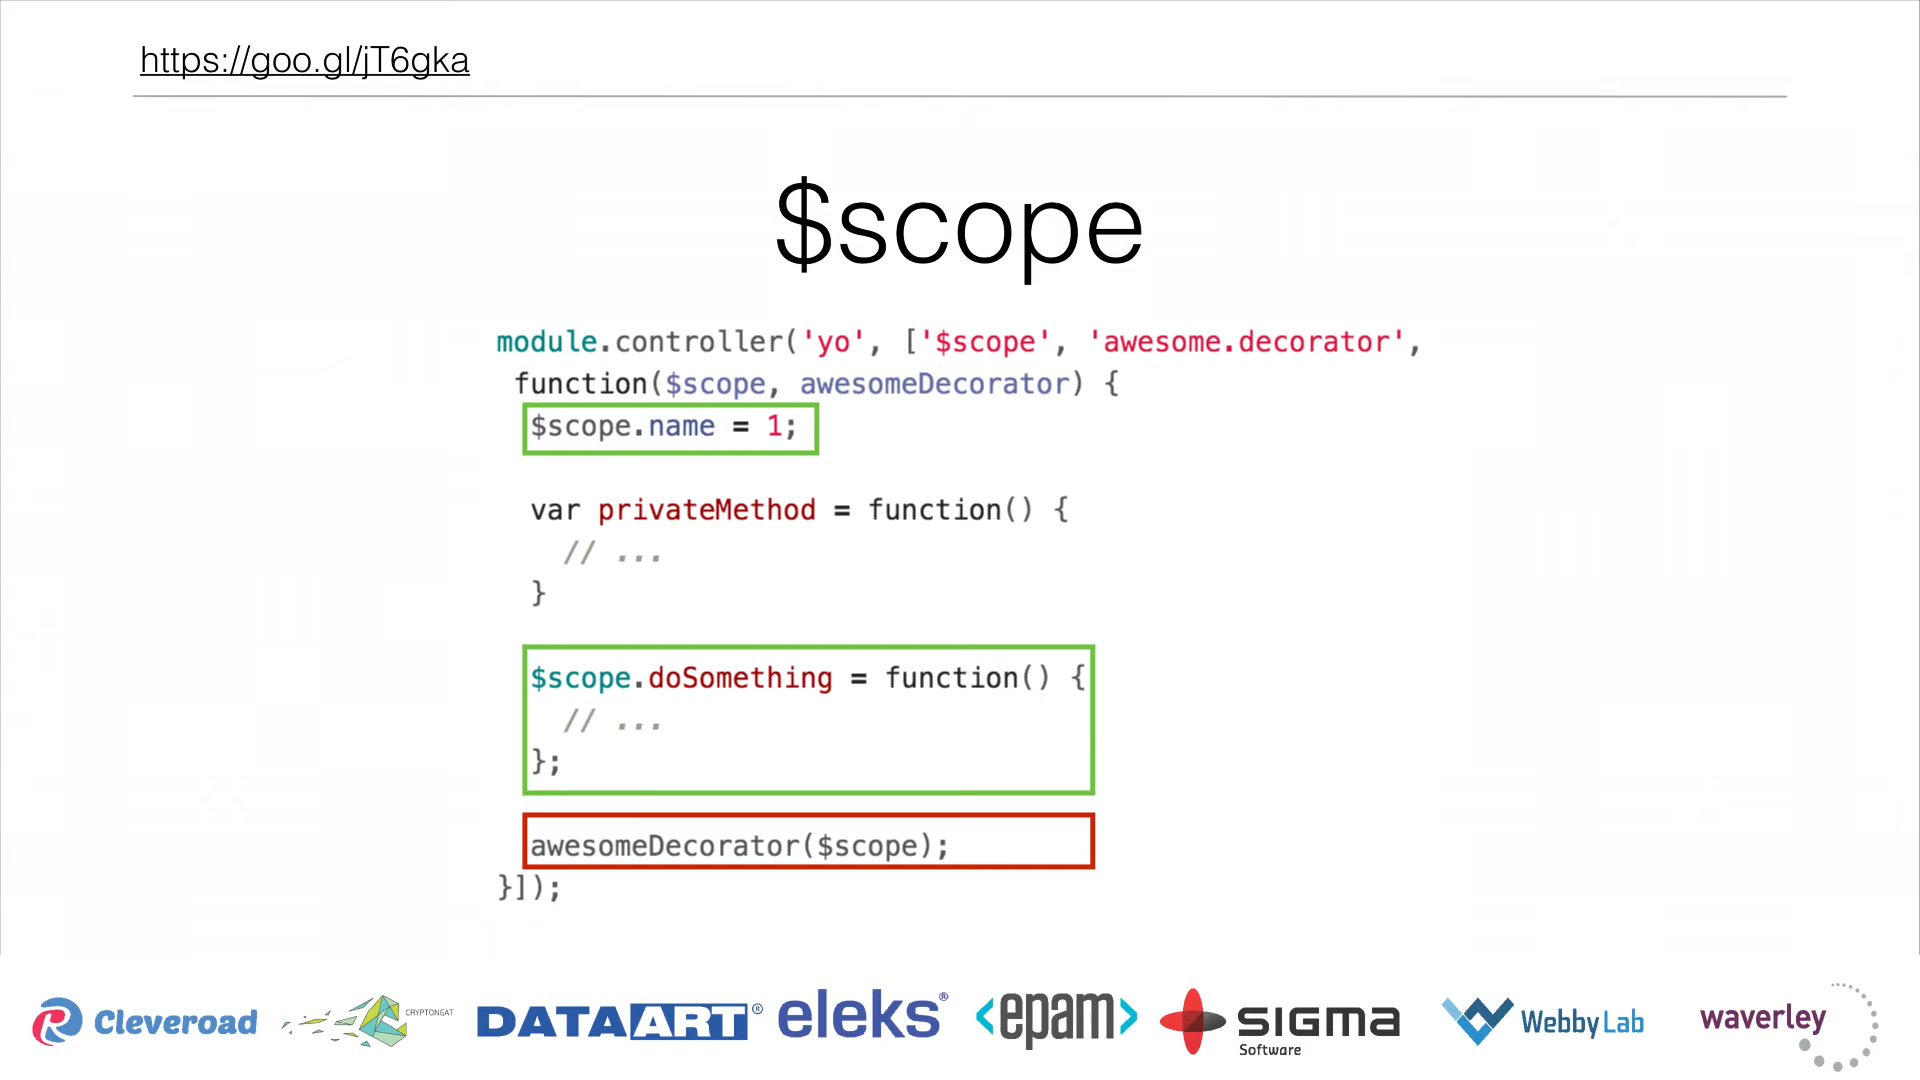 https://goo.gl/jT6gka
$scope
module.controller('yo', ['$scope', 'awesome.decorator',
function($scope, awesomeDecorator) {
$scope.name = 1;
var privateMethod = function() {
// ...
}
$scope.doSomething = function() {
// ...
};
awesomeDecorator($scope);
}]);
Cleveroad
CRYPTONGAT
DATAART®
eleks®
<epam>
SIGMA
Software
WebbyLab
waverley